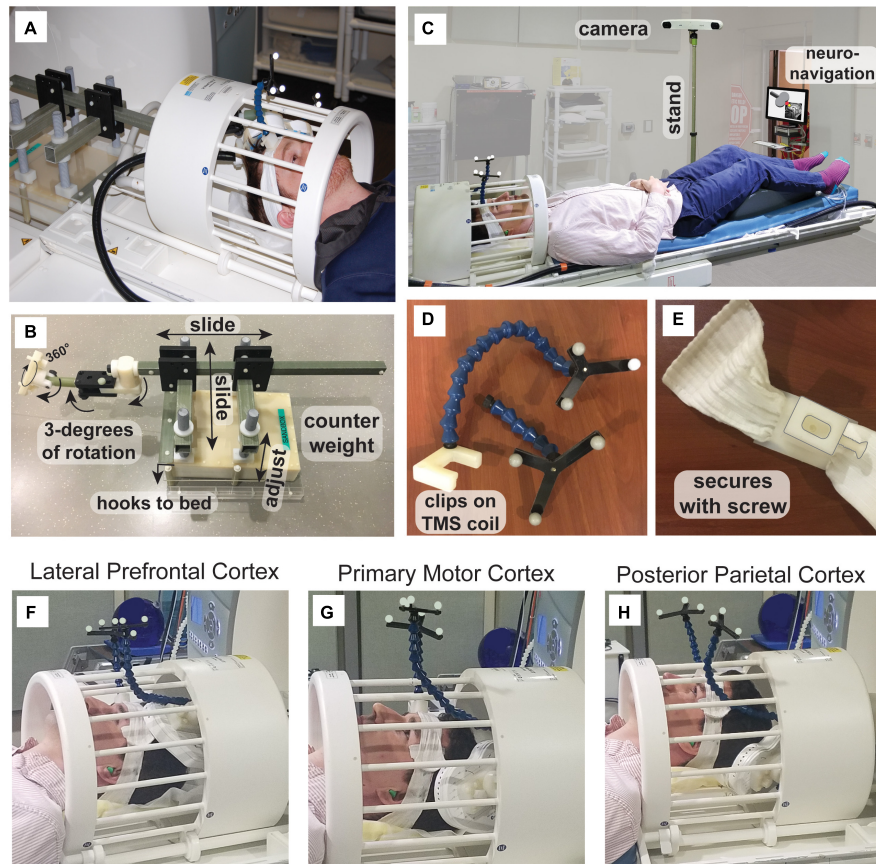 A
C
camera
neuro-
navigation
stand
OP
B
360°
slide
slide
3-degrees
of rotation
counter
weight
adjust
hooks to bed
D
clips on
TMS coil
E
secures
with screw
Lateral Prefrontal Cortex
Primary Motor Cortex
Posterior Parietal Cortex
F
G
H